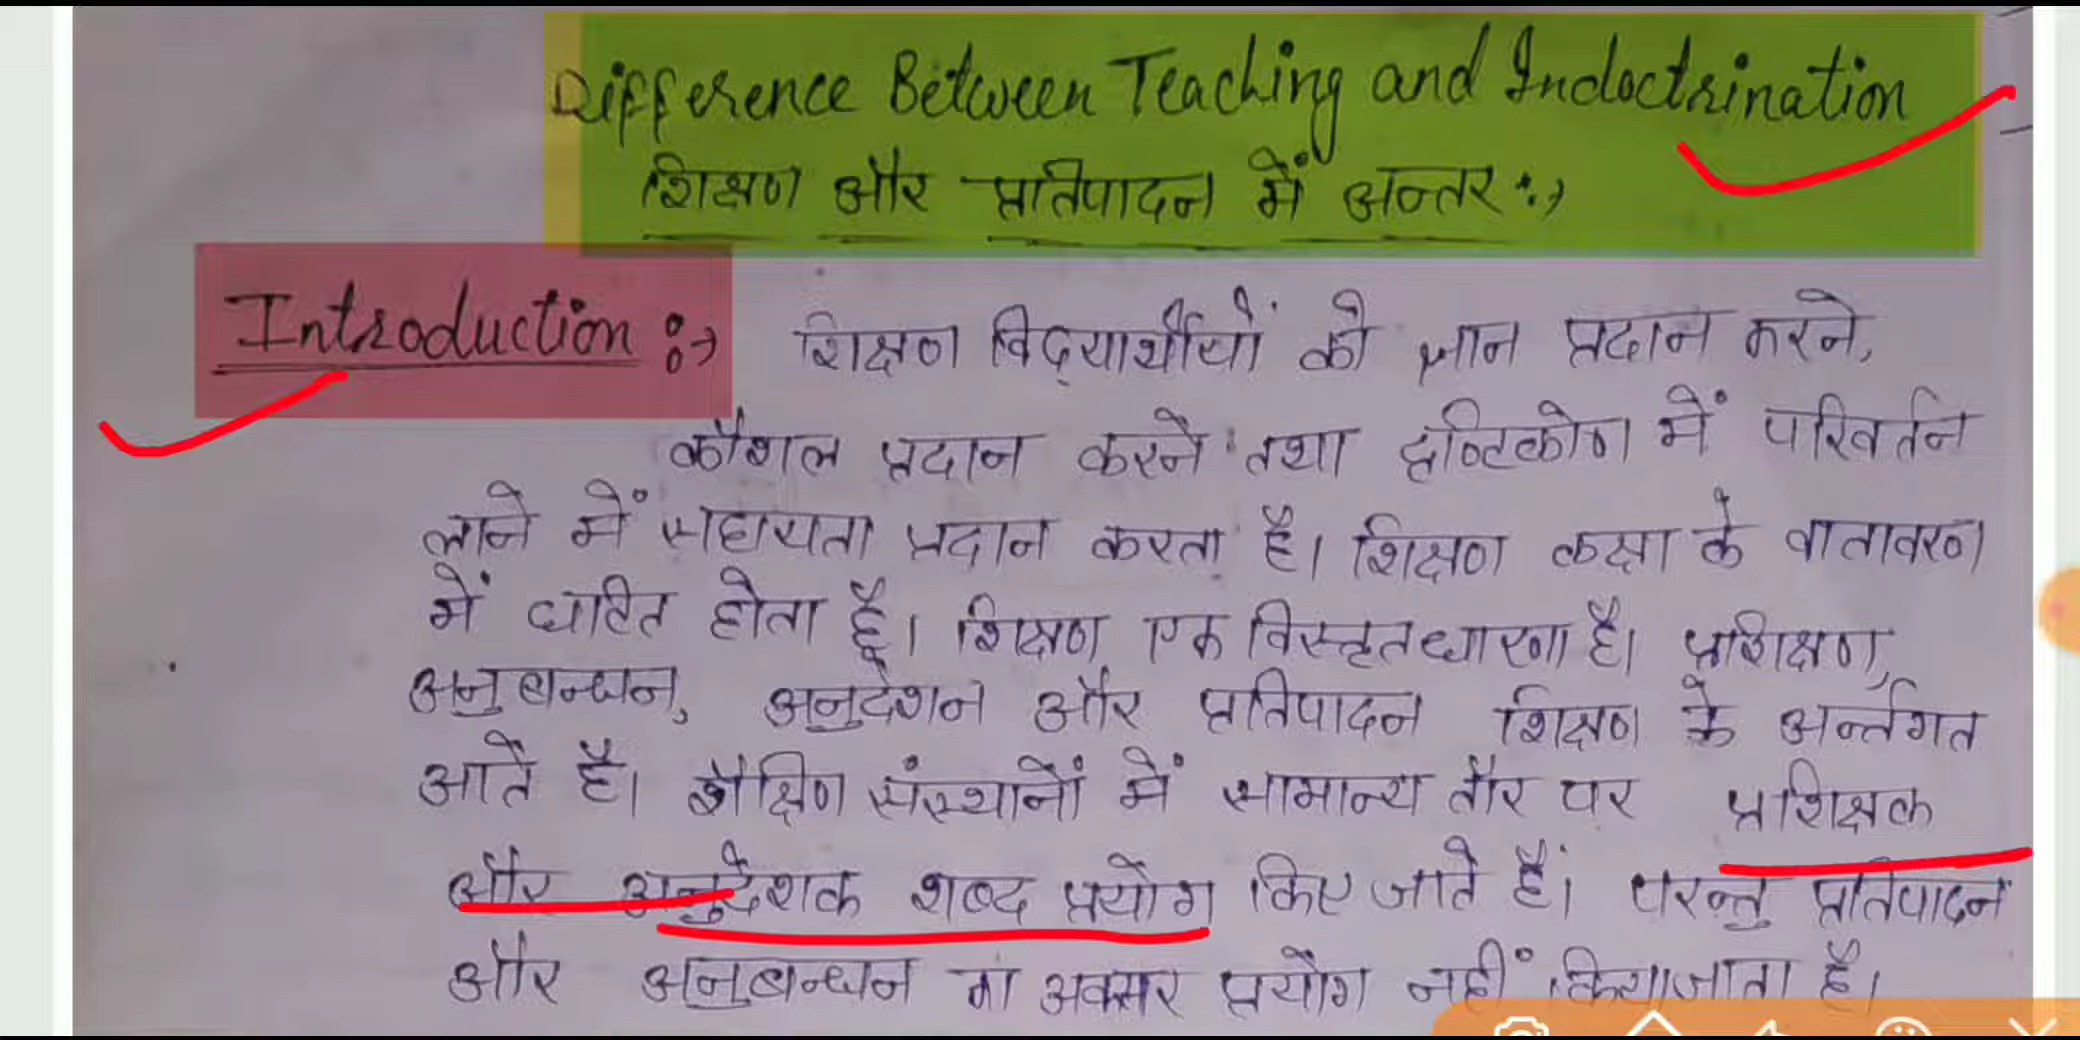 Difference Between Teaching and Indoctrination
शिक्षण और प्रतिपादन में अन्तर :→
Introduction :→ शिक्षण विद्यार्थीयों को ज्ञान प्रदान करने,
कौशल प्रदान करने तथा दृष्टिकोण में परिवर्तन
लाने में सहायता प्रदान करता है। शिक्षण कक्षा के वातावरण
में घटित होता है। शिक्षण एक विस्तृत धारणा है। प्रशिक्षण,
अनुबन्धन, अनुदेशन और प्रतिपादन शिक्षण के अर्न्तगत
आते है। शैक्षिण संस्थानों में सामान्य तौर पर प्रशिक्षक
और अनुदेशक शब्द प्रयोग किए जाते हैं। परन्तु प्रतिपादन
और अनुबन्धन का अक्सर प्रयोग नहीं किया जाता है।